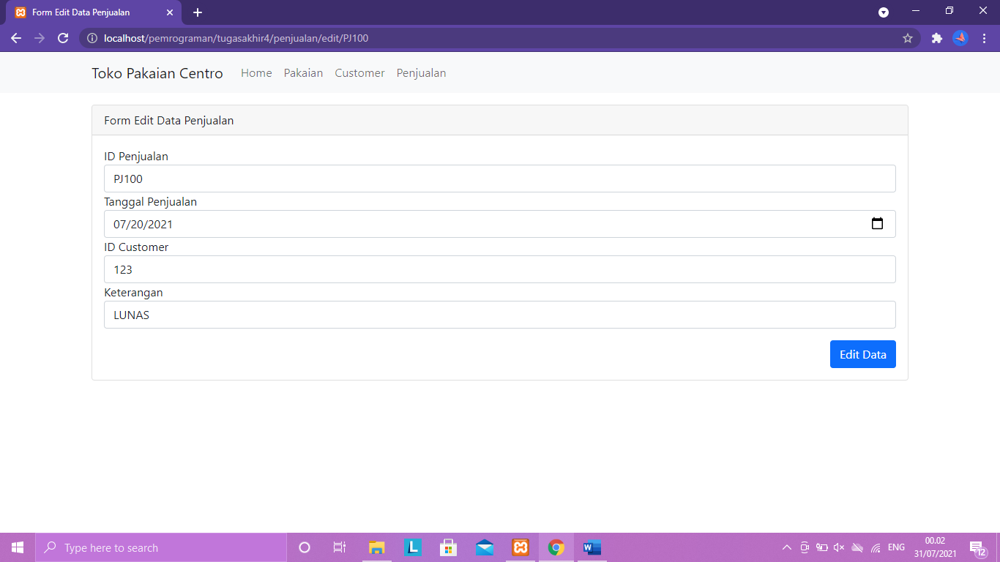 Form Edit Data Penjualan
localhost/pemrograman/tugasakhir4/penjualan/edit/PJ100
Toko Pakaian Centro Home Pakaian Customer Penjualan
Form Edit Data Penjualan
ID Penjualan
PJ100
Tanggal Penjualan
07/20/2021
ID Customer
123
Keterangan
LUNAS
Edit Data
Type here to search
ENG
00.02
31/07/2021
12